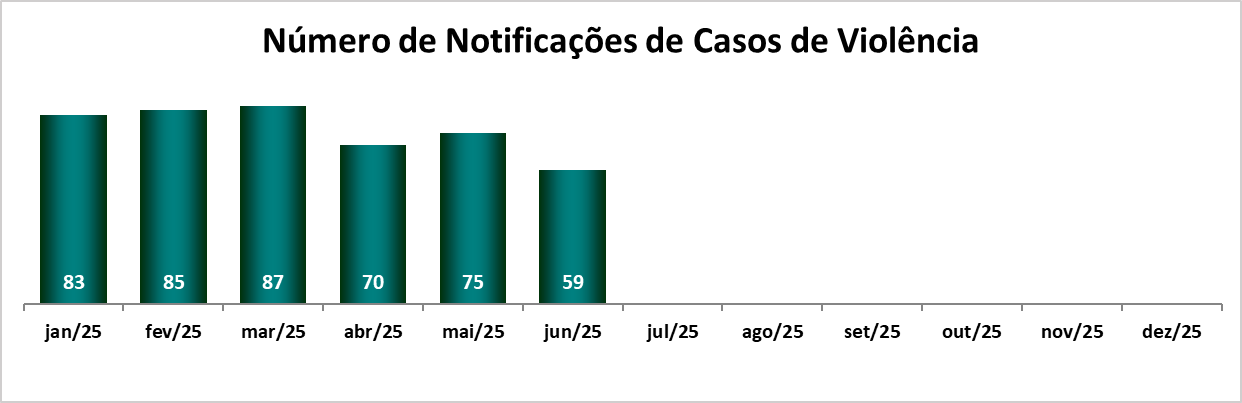 Número de Notificações de Casos de Violência
83 85 87 70 75 59
jan/25 fev/25 mar/25 abr/25 mai/25 jun/25 jul/25 ago/25 set/25 out/25 nov/25 dez/25